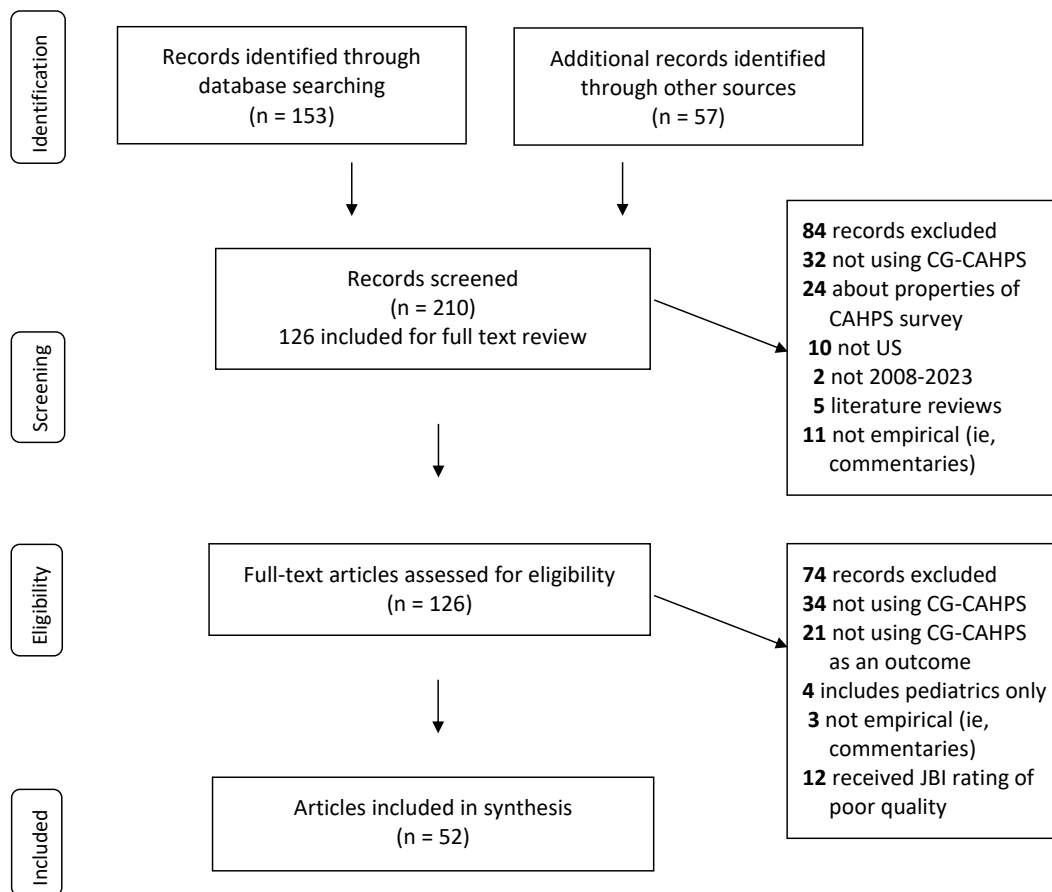 Identification
Records identified through
database searching
(n = 153)
Additional records identified
through other sources
(n = 57)
Screening
Records screened
(n = 210)
126 included for full text review
84 records excluded
32 not using CG-CAHPS
24 about properties of
CAHPS survey
10 not US
2 not 2008-2023
5 literature reviews
11 not empirical (ie,
commentaries)
Eligibility
Full-text articles assessed for eligibility
(n = 126)
74 records excluded
34 not using CG-CAHPS
21 not using CG-CAHPS
as an outcome
4 includes pediatrics only
3 not empirical (ie,
commentaries)
12 received JBI rating of
poor quality
Included
Articles included in synthesis
(n = 52)